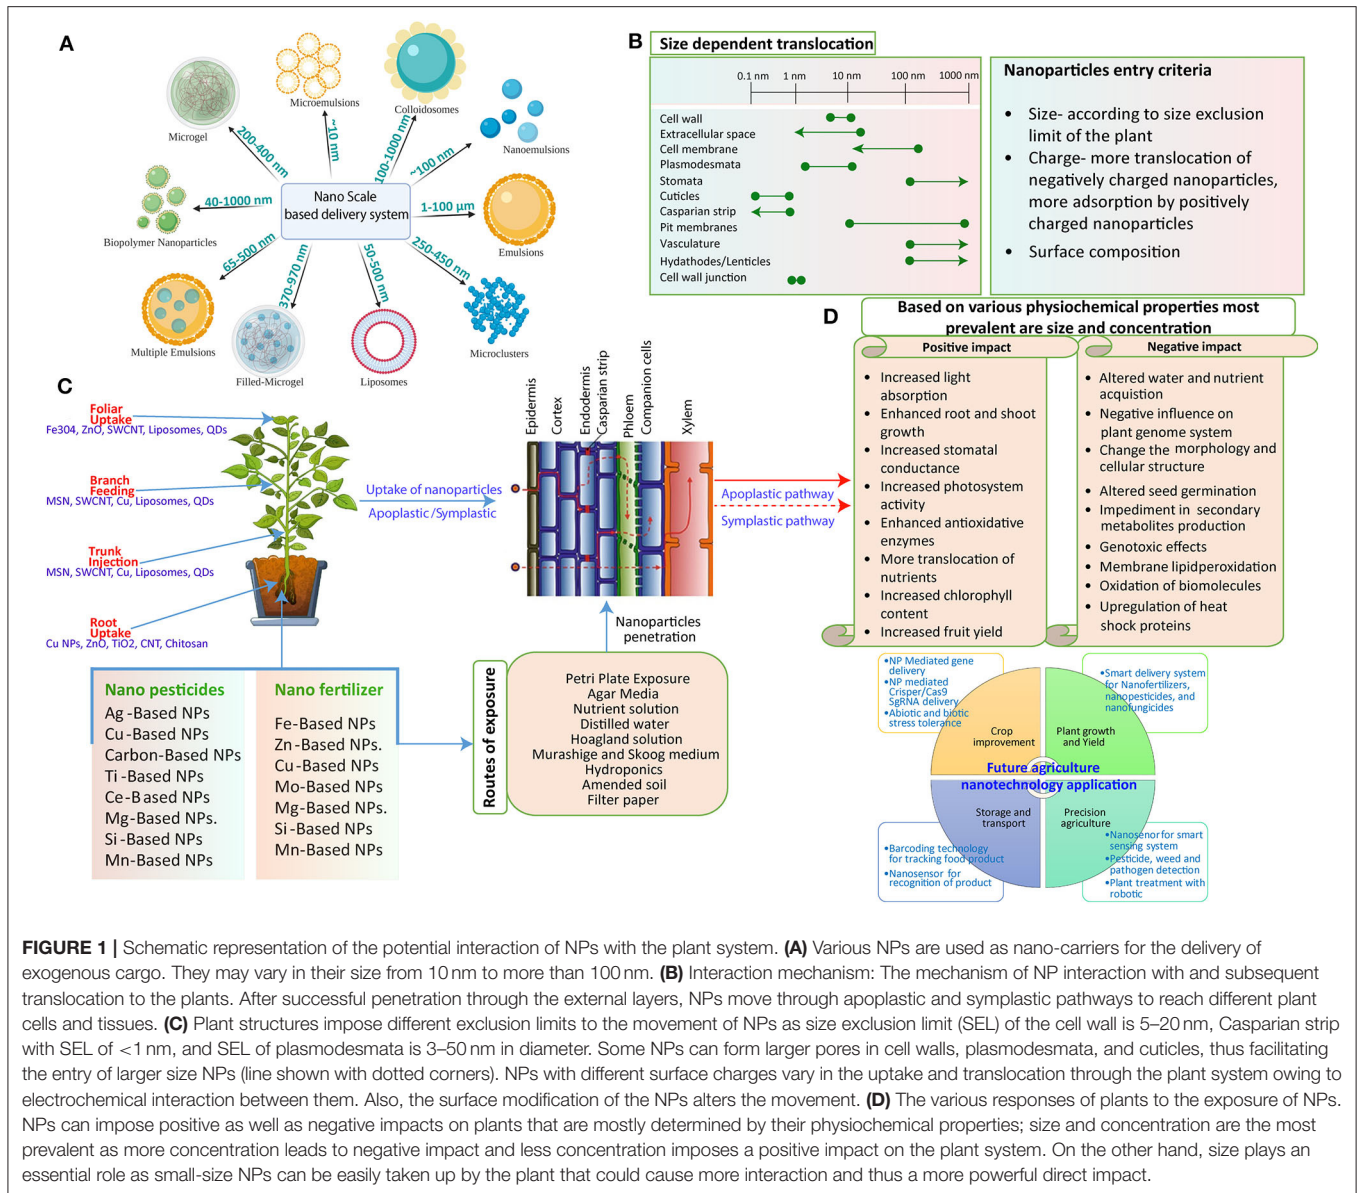 A
Microgel
Microemulsions
Colloidosomes
Nanoemulsions
Biopolymer Nanoparticles
Emulsions
Multiple Emulsions
Filled-Microgel
Liposomes
Microclusters
Nano Scale
based delivery system
200-400 nm
~10 nm
100-1000 nm
~100 nm
40-1000 nm
1-100 µm
65-500nm
370-970 nm
50-500 nm
250-450 nm
B
Size dependent translocation
0.1 nm 1 nm 10 nm 100 nm 1000 nm
Cell wall
Extracellular space
Cell membrane
Plasmodesmata
Stomata
Cuticles
Casparian strip
Pit membranes
Vasculature
Hydathodes/Lenticles
Cell wall junction
Nanoparticles entry criteria
• Size- according to size exclusion
limit of the plant
• Charge- more translocation of
negatively charged nanoparticles,
more adsorption by positively
charged nanoparticles
• Surface composition
C
Foliar
Uptake
Fe304, ZnO, SWCNT, Liposomes, QDs
Branch
Feeding
MSN, SWCNT, Cu, Liposomes, QDs
Trunk
Injection
MSN, SWCNT, Cu, Liposomes, QDs
Root
Uptake
Cu NPs, ZnO, TiO2, CNT, Chitosan
Uptake of nanoparticles
Apoplastic/Symplastic
Epidermis
Cortex
Endodermis
Casparian strip
Phloem
Companion cells
Xylem
Apoplastic pathway
Symplastic pathway
Nanoparticles
penetration
Nano pesticides
Ag -Based NPs
Cu -Based NPs
Carbon-Based NPs
Ti -Based NPs
Ce-Based NPs
Mg-Based NPs.
Si -Based NPs
Mn-Based NPs
Nano fertilizer
Fe-Based NPs
Zn -Based NPs.
Cu -Based NPs
Mo-Based NPs
Mg-Based NPs.
Si -Based NPs
Mn-Based NPs
Routes of exposure
Petri Plate Exposure
Agar Media
Nutrient solution
Distilled water
Hoagland solution
Murashige and Skoog medium
Hydroponics
Amended soil
Filter paper
D
Based on various physiochemical properties most
prevalent are size and concentration
Positive impact
• Increased light
absorption
• Enhanced root and shoot
growth
• Increased stomatal
conductance
• Increased photosystem
activity
• Enhanced antioxidative
enzymes
• More translocation of
nutrients
• Increased chlorophyll
content
• Increased fruit yield
Negative impact
• Altered water and nutrient
acquistion
• Negative influence on
plant genome system
• Change the morphology and
cellular structure
• Altered seed germination
• Impediment in secondary
metabolites production
• Genotoxic effects
• Membrane lipidperoxidation
• Oxidation of biomolecules
• Upregulation of heat
shock proteins
•NP Mediated gene
delivery
•NP mediated
Crisper/Cas9
SgRNA delivery
•Abiotic and biotic
stress tolerance
•Smart delivery system
for Nanofertilizers,
nanopesticides, and
nanofungicides
Crop
improvement
Plant growth
and Yield
Future agriculture
nanotechnology application
Storage and
transport
Precision
agriculture
•Barcoding technology
for tracking food product
•Nanosensor for
recognition of product
•Nanosenor for smart
sensing system
•Pesticide, weed and
pathogen detection
•Plant treatment with
robotic
FIGURE 1 | Schematic representation of the potential interaction of NPs with the plant system. (A) Various NPs are used as nano-carriers for the delivery of
exogenous cargo. They may vary in their size from 10 nm to more than 100 nm. (B) Interaction mechanism: The mechanism of NP interaction with and subsequent
translocation to the plants. After successful penetration through the external layers, NPs move through apoplastic and symplastic pathways to reach different plant
cells and tissues. (C) Plant structures impose different exclusion limits to the movement of NPs as size exclusion limit (SEL) of the cell wall is 5–20 nm, Casparian strip
with SEL of <1 nm, and SEL of plasmodesmata is 3–50 nm in diameter. Some NPs can form larger pores in cell walls, plasmodesmata, and cuticles, thus facilitating
the entry of larger size NPs (line shown with dotted corners). NPs with different surface charges vary in the uptake and translocation through the plant system owing to
electrochemical interaction between them. Also, the surface modification of the NPs alters the movement. (D) The various responses of plants to the exposure of NPs.
NPs can impose positive as well as negative impacts on plants that are mostly determined by their physiochemical properties; size and concentration are the most
prevalent as more concentration leads to negative impact and less concentration imposes a positive impact on the plant system. On the other hand, size plays an
essential role as small-size NPs can be easily taken up by the plant that could cause more interaction and thus a more powerful direct impact.